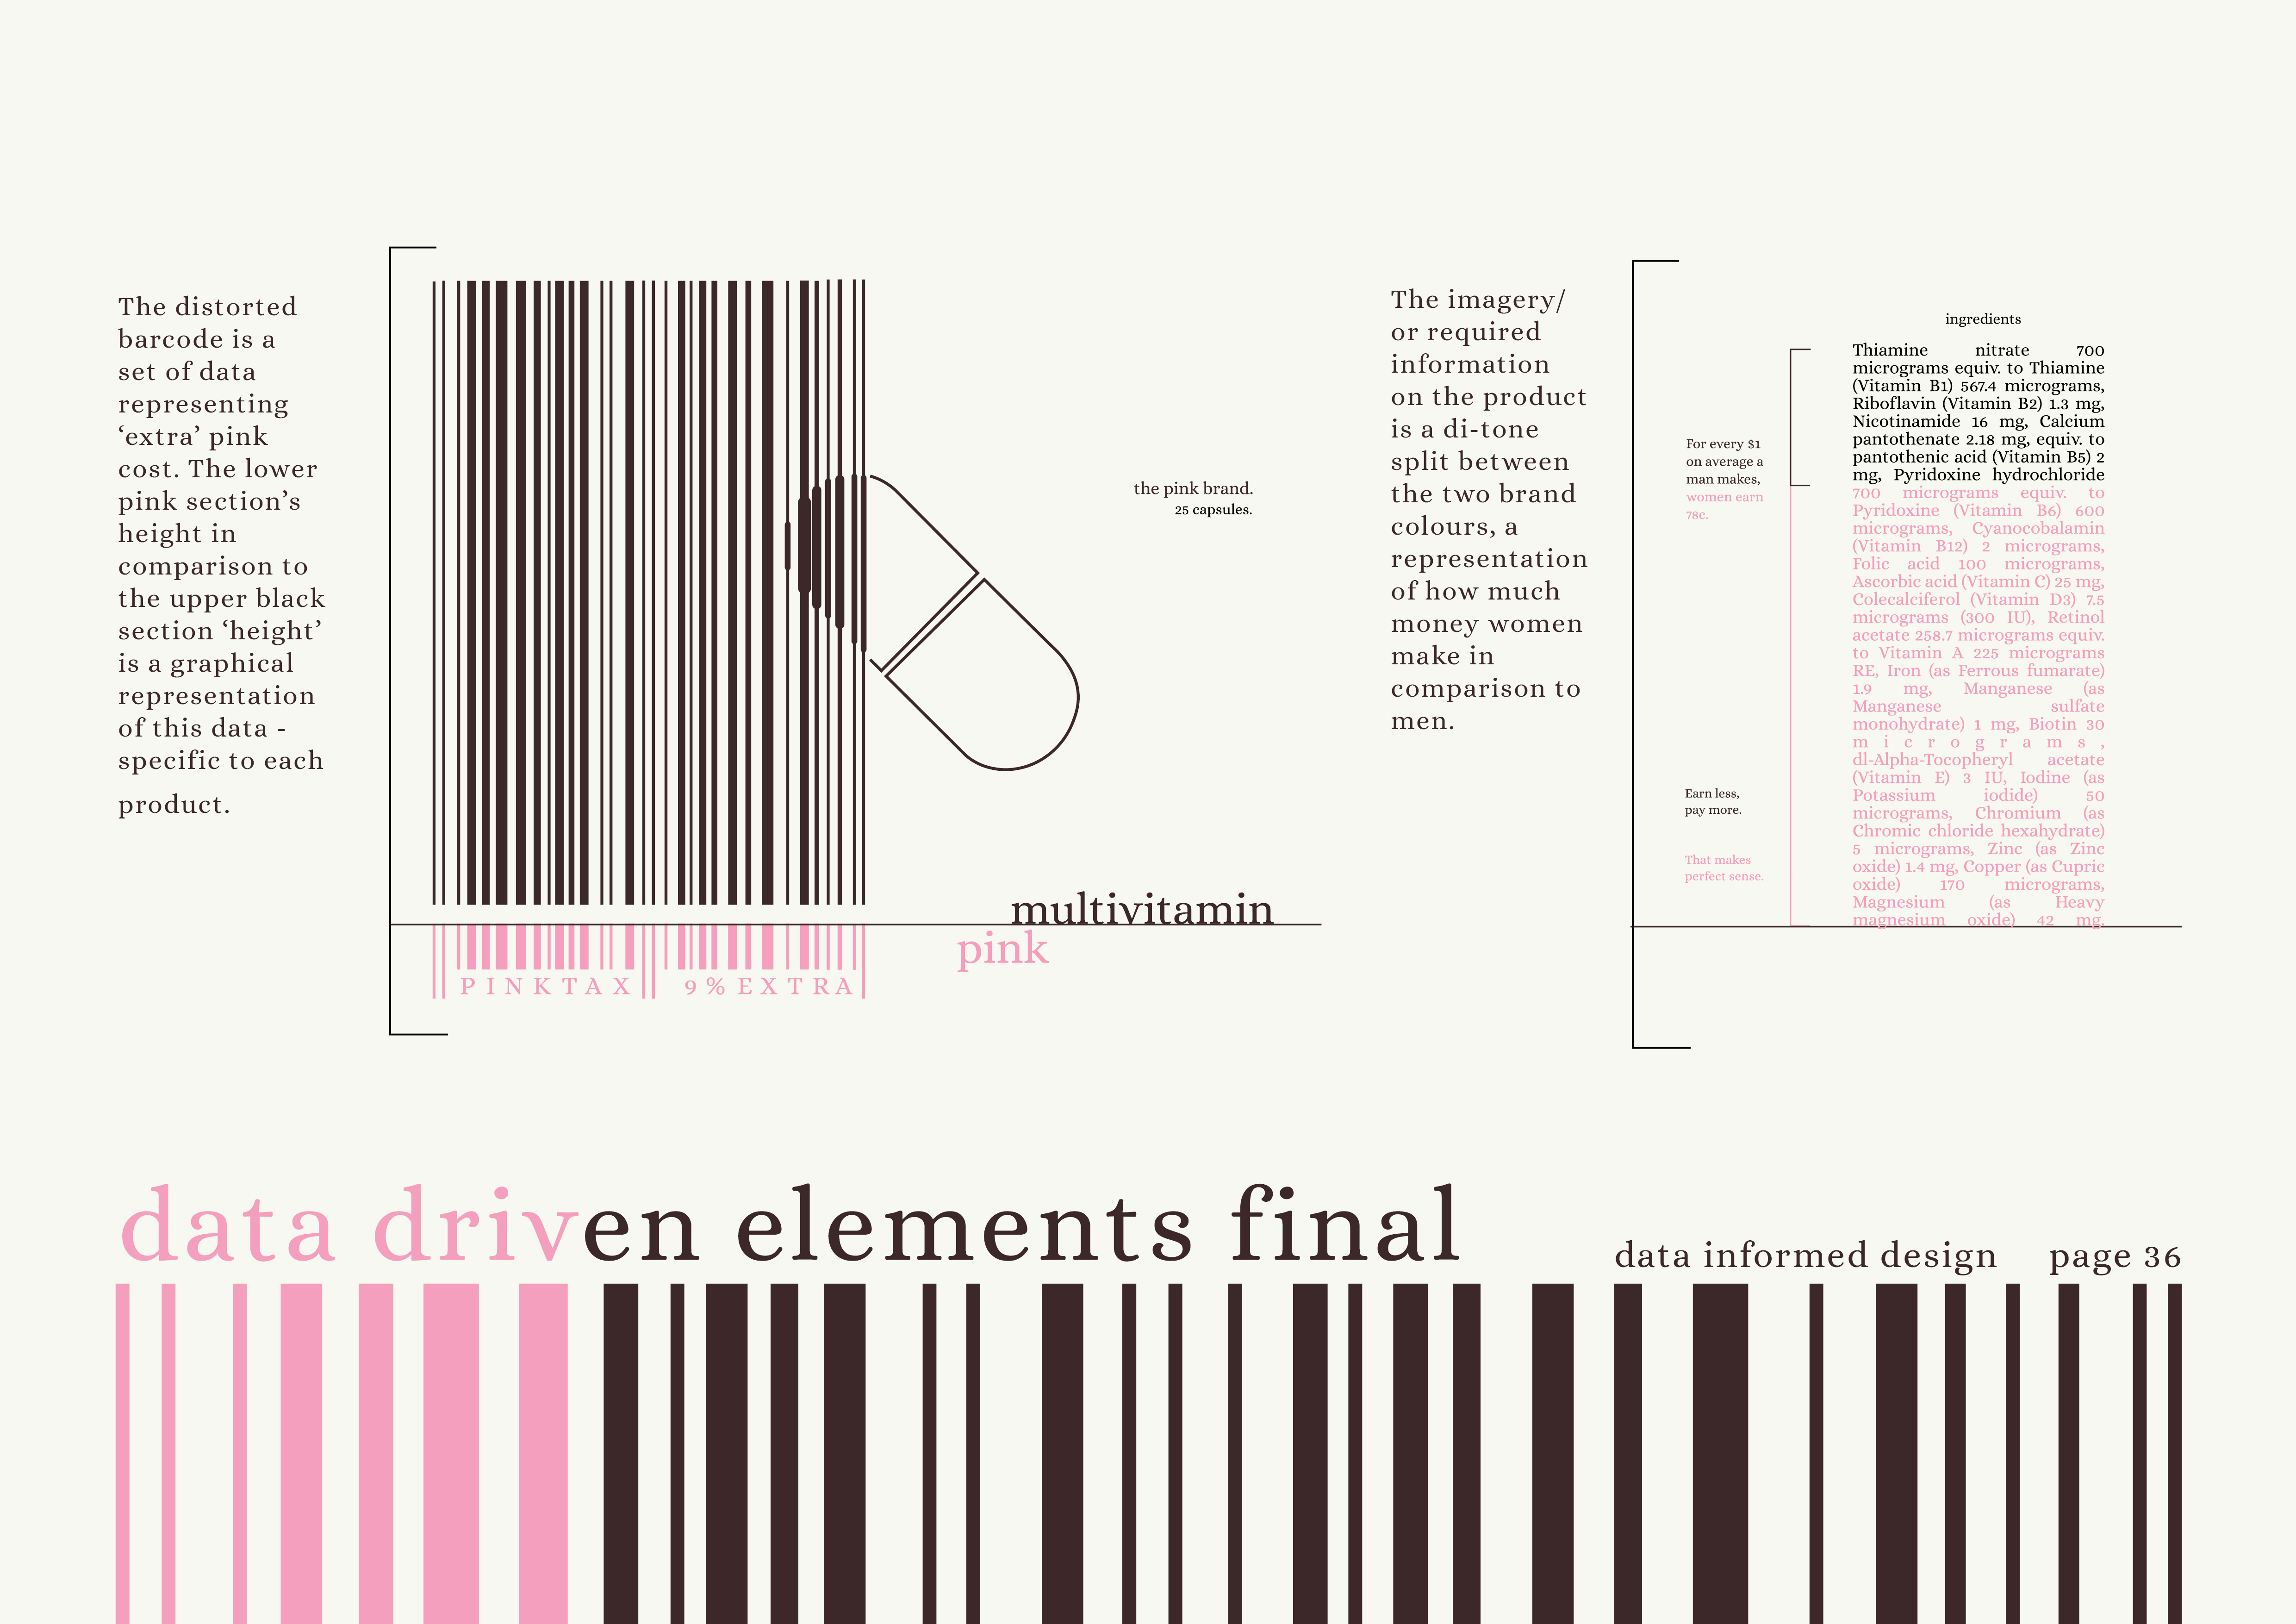 The distorted
barcode is a
set of data
representing
‘extra’ pink
cost. The lower
pink section’s
height in
comparison to
the upper black
section ‘height’
is a graphical
representation
of this data -
specific to each
product.
the pink brand.
25 capsules.
multivitamin
pink
PINKTAX 9%EXTRA
The imagery/
or required
information
on the product
is a di-tone
split between
the two brand
colours, a
representation
of how much
money women
make in
comparison to
men.
For every $1
on average a
man makes,
women earn
78c.
Earn less,
pay more.
That makes
perfect sense.
ingredients
Thiamine nitrate 700
micrograms equiv. to Thiamine
(Vitamin B1) 567.4 micrograms,
Riboflavin (Vitamin B2) 1.3 mg,
Nicotinamide 16 mg, Calcium
pantothenate 2.18 mg, equiv. to
pantothenic acid (Vitamin B5) 2
mg, Pyridoxine hydrochloride
700 micrograms equiv. to
Pyridoxine (Vitamin B6) 600
micrograms, Cyanocobalamin
(Vitamin B12) 2 micrograms,
Folic acid 100 micrograms,
Ascorbic acid (Vitamin C) 25 mg,
Colecalciferol (Vitamin D3) 7.5
micrograms (300 IU), Retinol
acetate 258.7 micrograms equiv.
to Vitamin A 225 micrograms
RE, Iron (as Ferrous fumarate)
1.9 mg, Manganese (as
Manganese sulfate
monohydrate) 1 mg, Biotin 30
micrograms,
dl-Alpha-Tocopheryl acetate
(Vitamin E) 3 IU, Iodine (as
Potassium iodide) 50
micrograms, Chromium (as
Chromic chloride hexahydrate)
5 micrograms, Zinc (as Zinc
oxide) 1.4 mg, Copper (as Cupric
oxide) 170 micrograms,
Magnesium (as Heavy
magnesium oxide) 42 mg.
data driven elements final
data informed design page 36